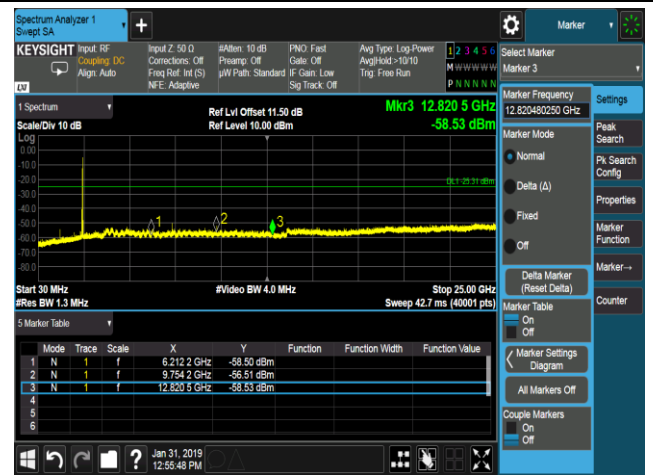 Spectrum Analyzer 1
Swept SA
Marker
KEYSIGHT
Input: RF
Coupling: DC
Align: Auto
Input Z: 50 Ω
Corrections: Off
Freq Ref: Int (S)
NFE: Adaptive
#Atten: 10 dB
Preamp: Off
µW Path: Standard
PNO: Fast
Gate: Off
IF Gain: Low
Sig Track: Off
Avg Type: Log-Power
Avg|Hold:>10/10
Trig: Free Run
1 2 3 4 5 6
M W W W W W
P N N N N N
LXI
Select Marker
Marker 3
1 Spectrum
Scale/Div 10 dB
Log
Ref Lvl Offset 11.50 dB
Ref Level 10.00 dBm
Mkr3 12.820 5 GHz
-58.53 dBm
0.00
-10.0
-20.0
-30.0
-40.0
-50.0
-60.0
-70.0
-80.0
DL1 -25.31 dBm
1
2
3
Start 30 MHz
#Res BW 1.3 MHz
#Video BW 4.0 MHz
Stop 25.00 GHz
Sweep 42.7 ms (40001 pts)
5 Marker Table
Mode Trace Scale X Y Function Function Width Function Value
1 N 1 f 6.212 2 GHz -58.50 dBm
2 N 1 f 9.754 2 GHz -56.51 dBm
3 N 1 f 12.820 5 GHz -58.53 dBm
4
5
6
Marker Frequency
12.820480250 GHz
Marker Mode
Normal
Delta (Δ)
Fixed
Off
Delta Marker
(Reset Delta)
Marker Table
On
Off
Marker Settings
Diagram
All Markers Off
Couple Markers
On
Off
Settings
Peak
Search
Pk Search
Config
Properties
Marker
Function
Marker→
Counter
?
Jan 31, 2019
12:55:48 PM